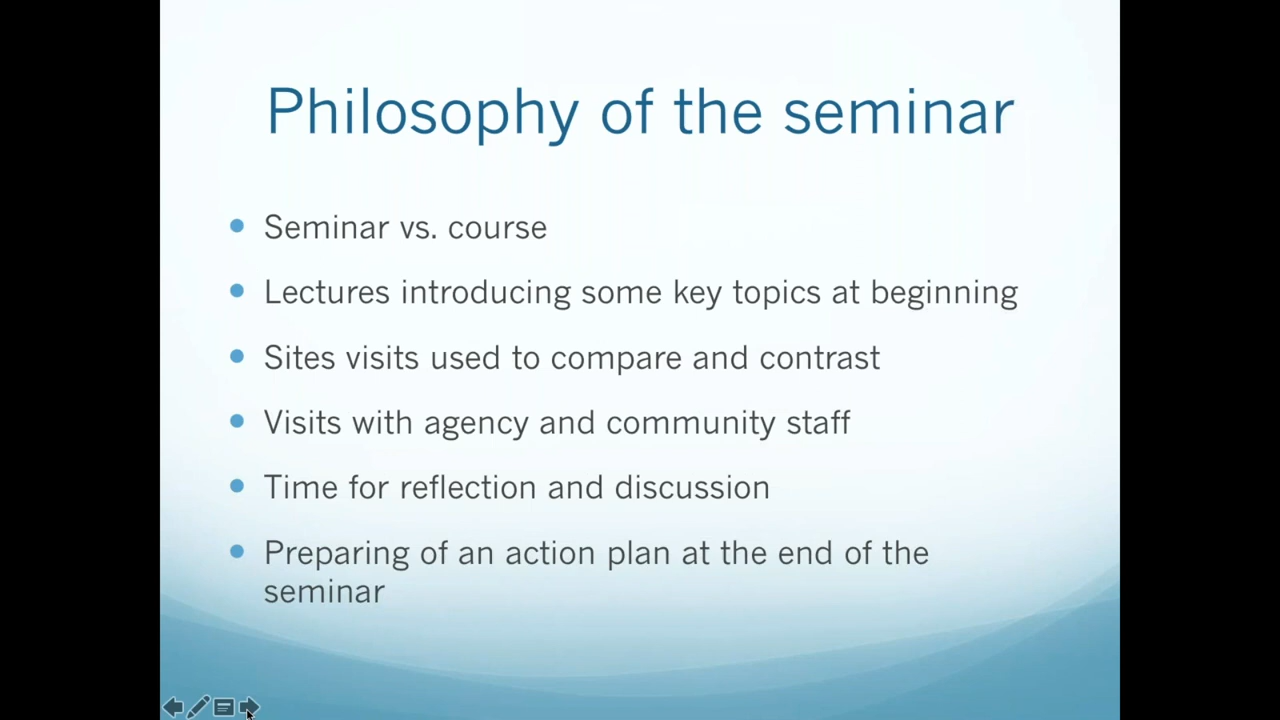 Philosophy of the seminar
Seminar vs. course
Lectures introducing some key topics at beginning
Sites visits used to compare and contrast
Visits with agency and community staff
Time for reflection and discussion
Preparing of an action plan at the end of the
seminar